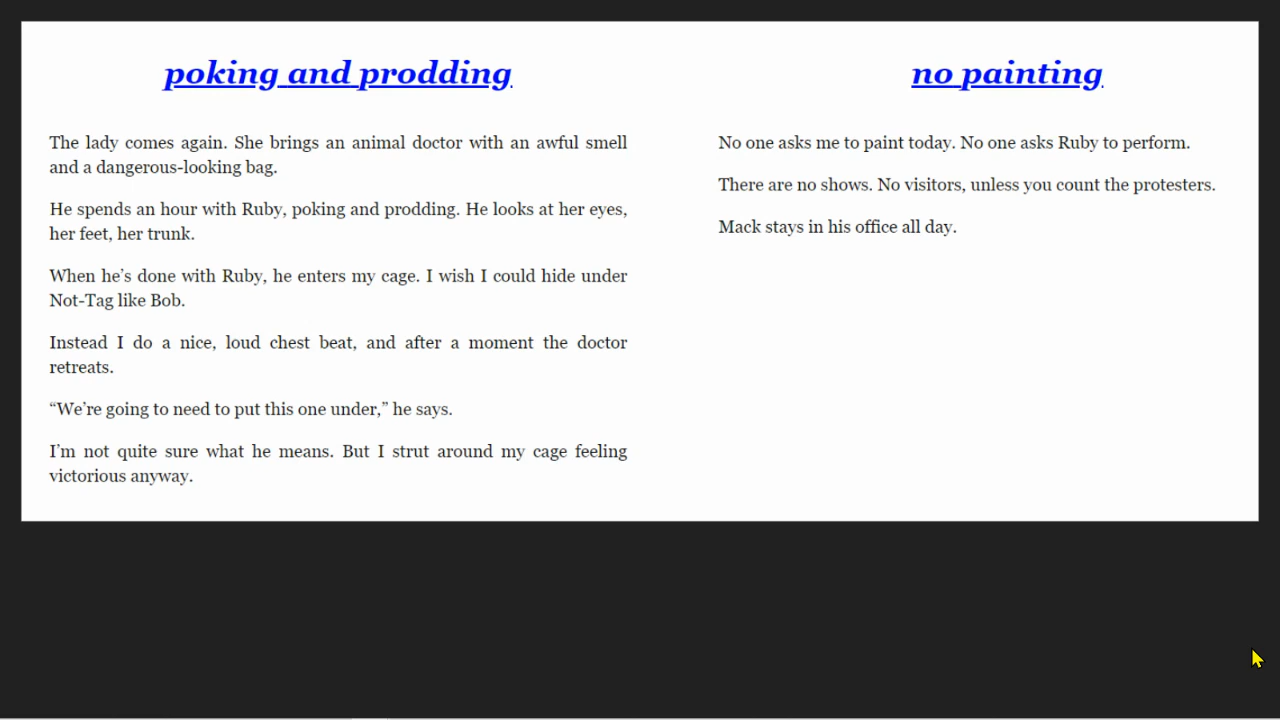 poking and prodding
The lady comes again. She brings an animal doctor with an awful smell
and a dangerous-looking bag.
He spends an hour with Ruby, poking and prodding. He looks at her eyes,
her feet, her trunk.
When he’s done with Ruby, he enters my cage. I wish I could hide under
Not-Tag like Bob.
Instead I do a nice, loud chest beat, and after a moment the doctor
retreats.
“We’re going to need to put this one under,” he says.
I’m not quite sure what he means. But I strut around my cage feeling
victorious anyway.
no painting
No one asks me to paint today. No one asks Ruby to perform.
There are no shows. No visitors, unless you count the protesters.
Mack stays in his office all day.